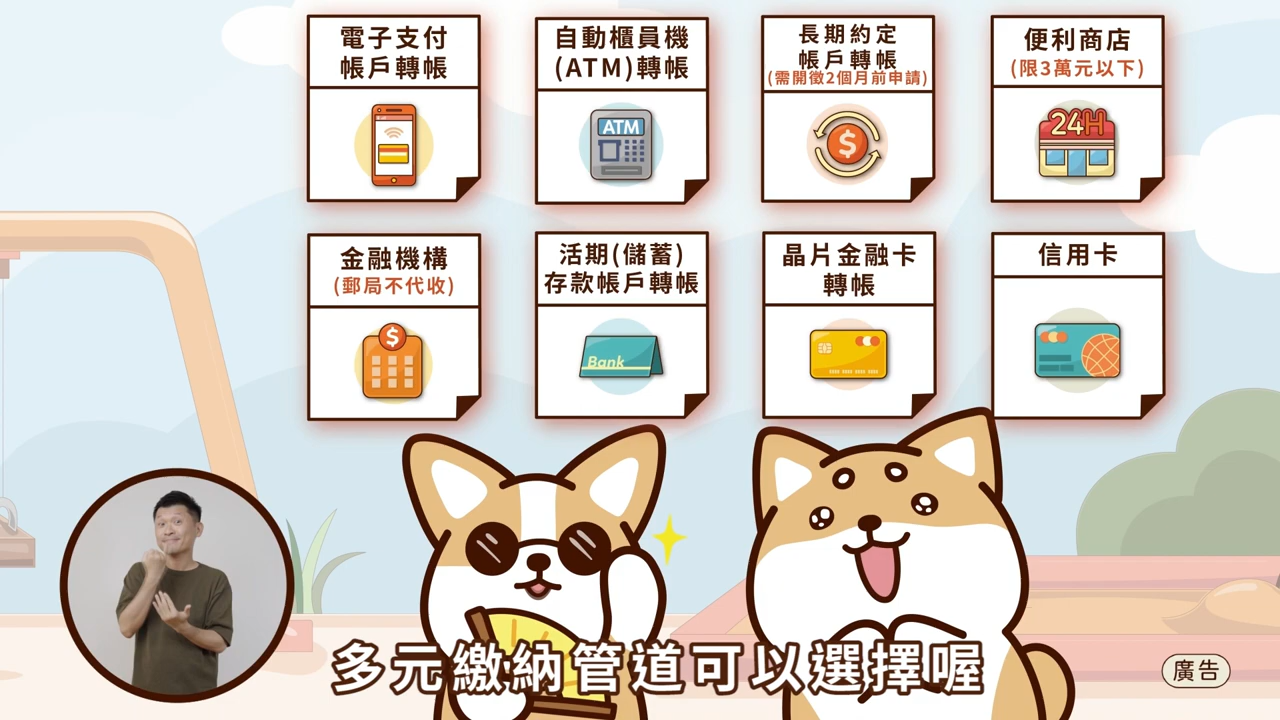 電子支付
帳戶轉帳
自動櫃員機
(ATM)轉帳
ATM
長期約定
帳戶轉帳
(需開徵2個月前申請)
$
便利商店
(限3萬元以下)
24H
金融機構
(郵局不代收)
$
活期(儲蓄)
存款帳戶轉帳
Bank
晶片金融卡
轉帳
信用卡
多元繳納管道可以選擇喔
廣告